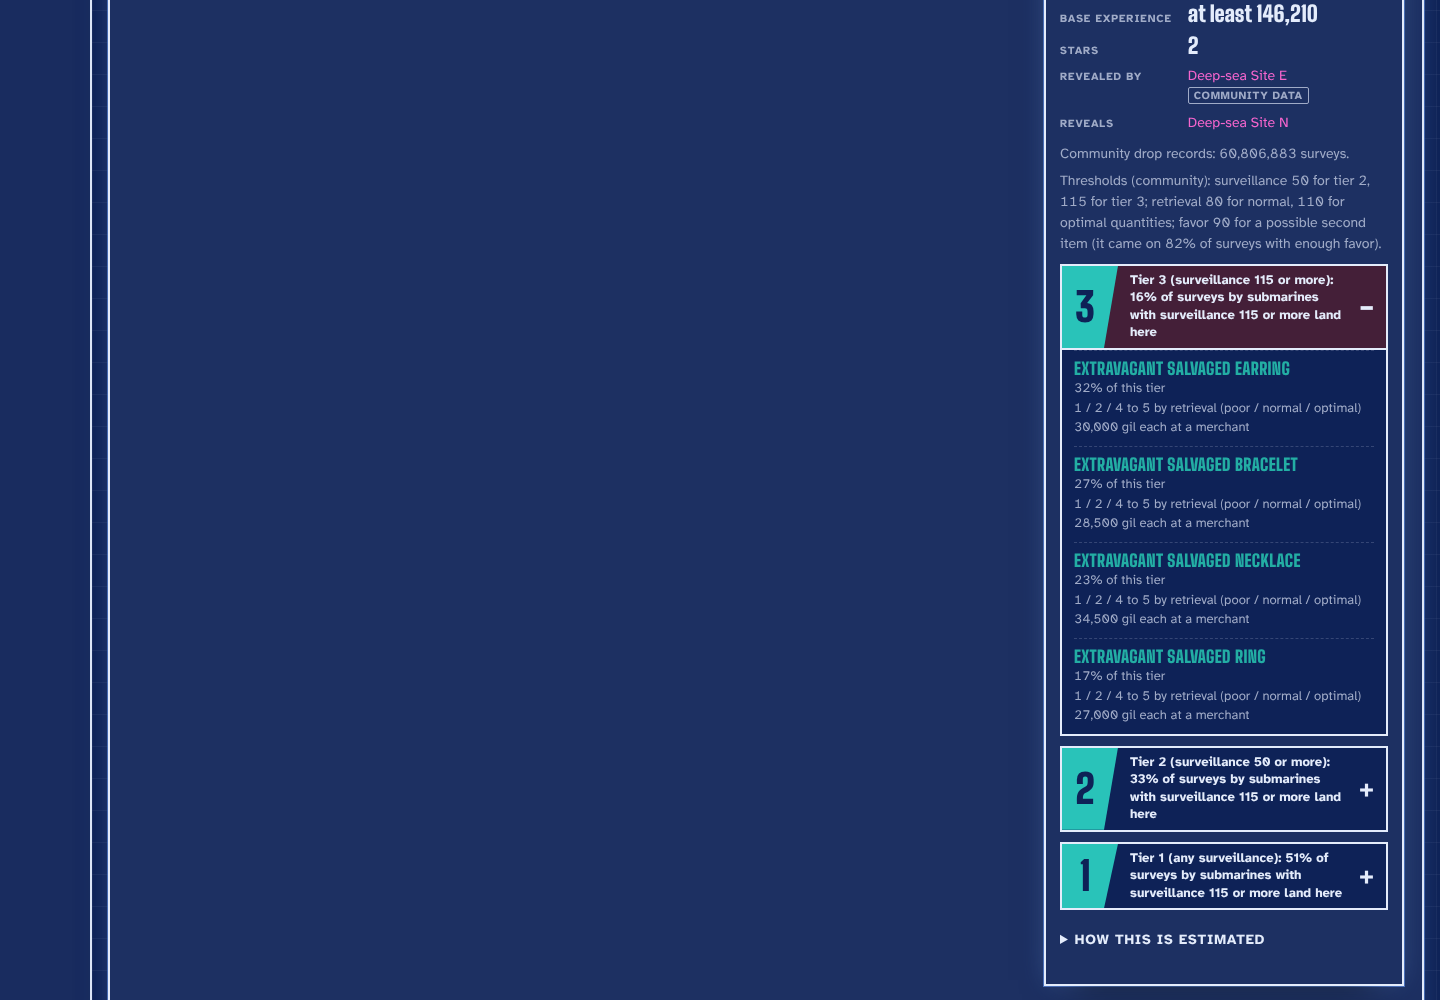 BASE EXPERIENCE at least 146,210
STARS 2
REVEALED BY Deep-sea Site E
COMMUNITY DATA
REVEALS Deep-sea Site N
Community drop records: 60,806,883 surveys.
Thresholds (community): surveillance 50 for tier 2,
115 for tier 3; retrieval 80 for normal, 110 for
optimal quantities; favor 90 for a possible second
item (it came on 82% of surveys with enough favor).
3
Tier 3 (surveillance 115 or more):
16% of surveys by submarines
with surveillance 115 or more land
here
−
EXTRAVAGANT SALVAGED EARRING
32% of this tier
1 / 2 / 4 to 5 by retrieval (poor / normal / optimal)
30,000 gil each at a merchant
EXTRAVAGANT SALVAGED BRACELET
27% of this tier
1 / 2 / 4 to 5 by retrieval (poor / normal / optimal)
28,500 gil each at a merchant
EXTRAVAGANT SALVAGED NECKLACE
23% of this tier
1 / 2 / 4 to 5 by retrieval (poor / normal / optimal)
34,500 gil each at a merchant
EXTRAVAGANT SALVAGED RING
17% of this tier
1 / 2 / 4 to 5 by retrieval (poor / normal / optimal)
27,000 gil each at a merchant
2
Tier 2 (surveillance 50 or more):
33% of surveys by submarines
with surveillance 115 or more land
here
+
1
Tier 1 (any surveillance): 51% of
surveys by submarines with
surveillance 115 or more land here
+
HOW THIS IS ESTIMATED